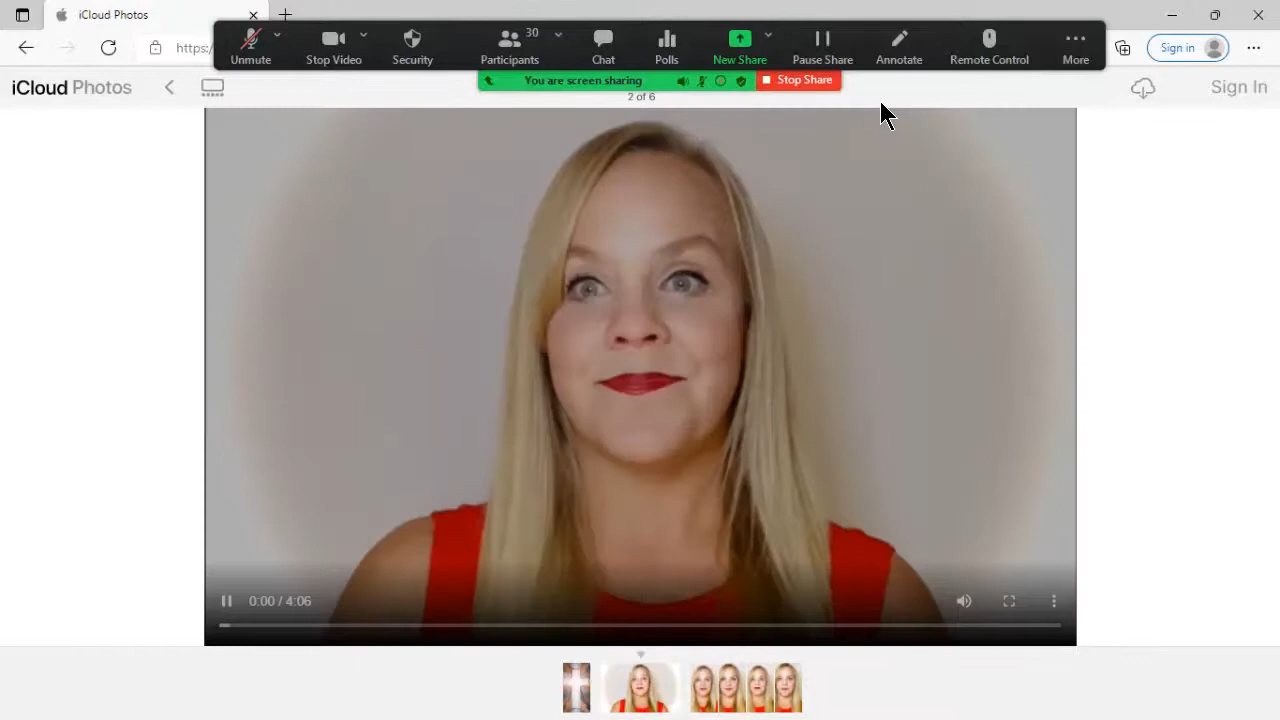 iCloud Photos
https:/
Sign in
30
Unmute
Stop Video
Security
Participants
Chat
Polls
New Share
Pause Share
Annotate
Remote Control
More
You are screen sharing
Stop Share
iCloud Photos
2 of 6
Sign In
0:00 / 4:06